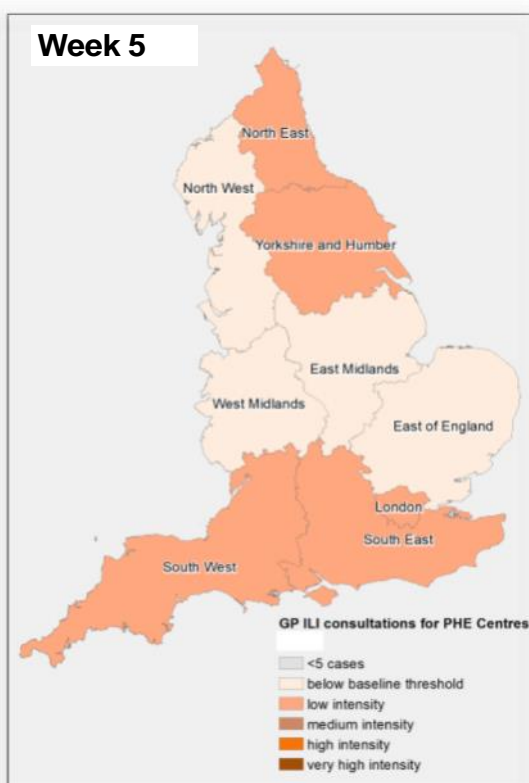 Week 5
North East
North West
Yorkshire and Humber
East Midlands
West Midlands
East of England
London
South East
South West
GP ILI consultations for PHE Centres
<5 cases
below baseline threshold
low intensity
medium intensity
high intensity
very high intensity